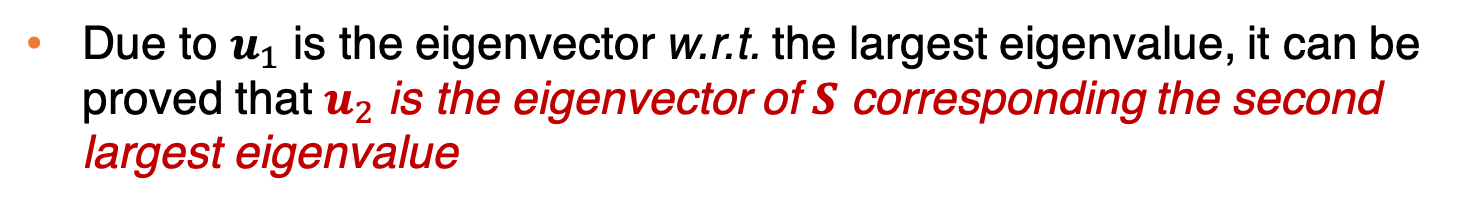 • Due to 𝒖₁ is the eigenvector w.r.t. the largest eigenvalue, it can be
proved that 𝒖₂ is the eigenvector of 𝑺 corresponding the second
largest eigenvalue